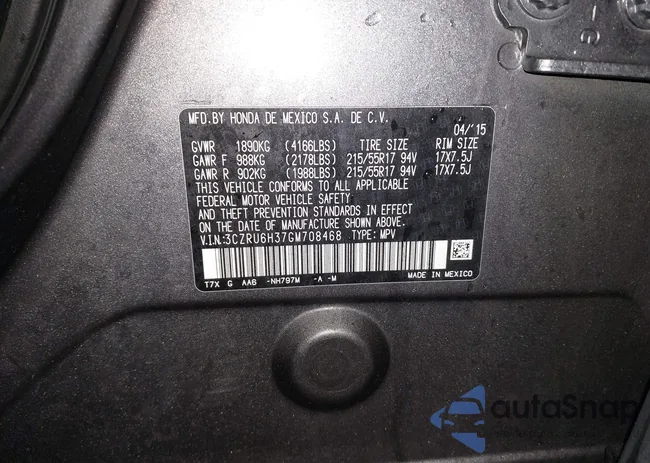 MFD.BY HONDA DE MEXICO S.A. DE C.V.
04/'15
GVWR 1890KG (4166LBS) TIRE SIZE RIM SIZE
GAWR F 988KG (2178LBS) 215/55R17 94V 17X7.5J
GAWR R 902KG (1988LBS) 215/55R17 94V 17X7.5J
THIS VEHICLE CONFORMS TO ALL APPLICABLE
FEDERAL MOTOR VEHICLE SAFETY
AND THEFT PREVENTION STANDARDS IN EFFECT
ON THE DATE OF MANUFACTURE SHOWN ABOVE.
V.I.N:3CZRU6H37GM708468 TYPE: MPV
T7X G AA6 -NH797M -A -M MADE IN MEXICO
autoSnap